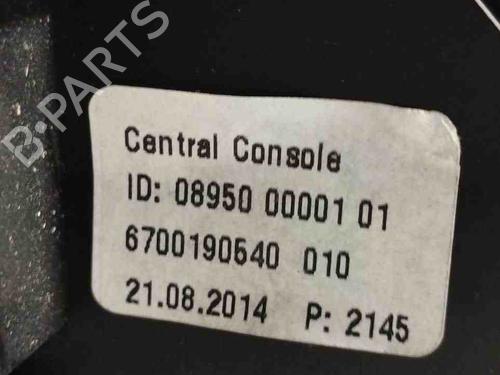 B-PARTS
Central Console
ID: 08950 00001 01
6700190640 010
21.08.2014 P: 2145